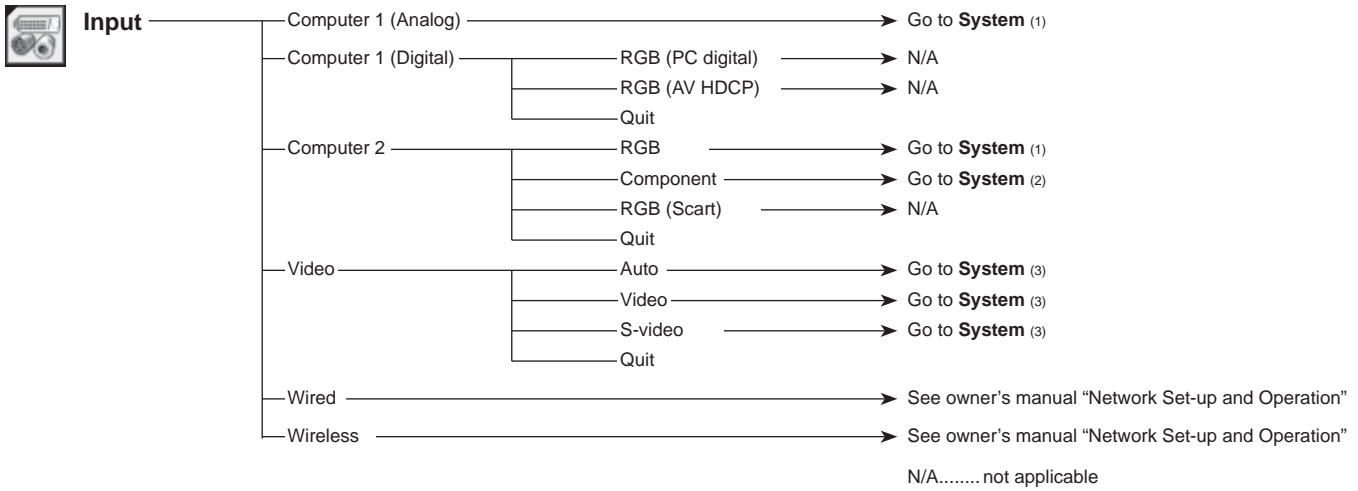 Input Computer 1 (Analog) Go to System (1)
Computer 1 (Digital) RGB (PC digital) N/A
RGB (AV HDCP) N/A
Quit
Computer 2 RGB Go to System (1)
Component Go to System (2)
RGB (Scart) N/A
Quit
Video Auto Go to System (3)
Video Go to System (3)
S-video Go to System (3)
Quit
Wired See owner’s manual “Network Set-up and Operation”
Wireless See owner’s manual “Network Set-up and Operation”
N/A........ not applicable